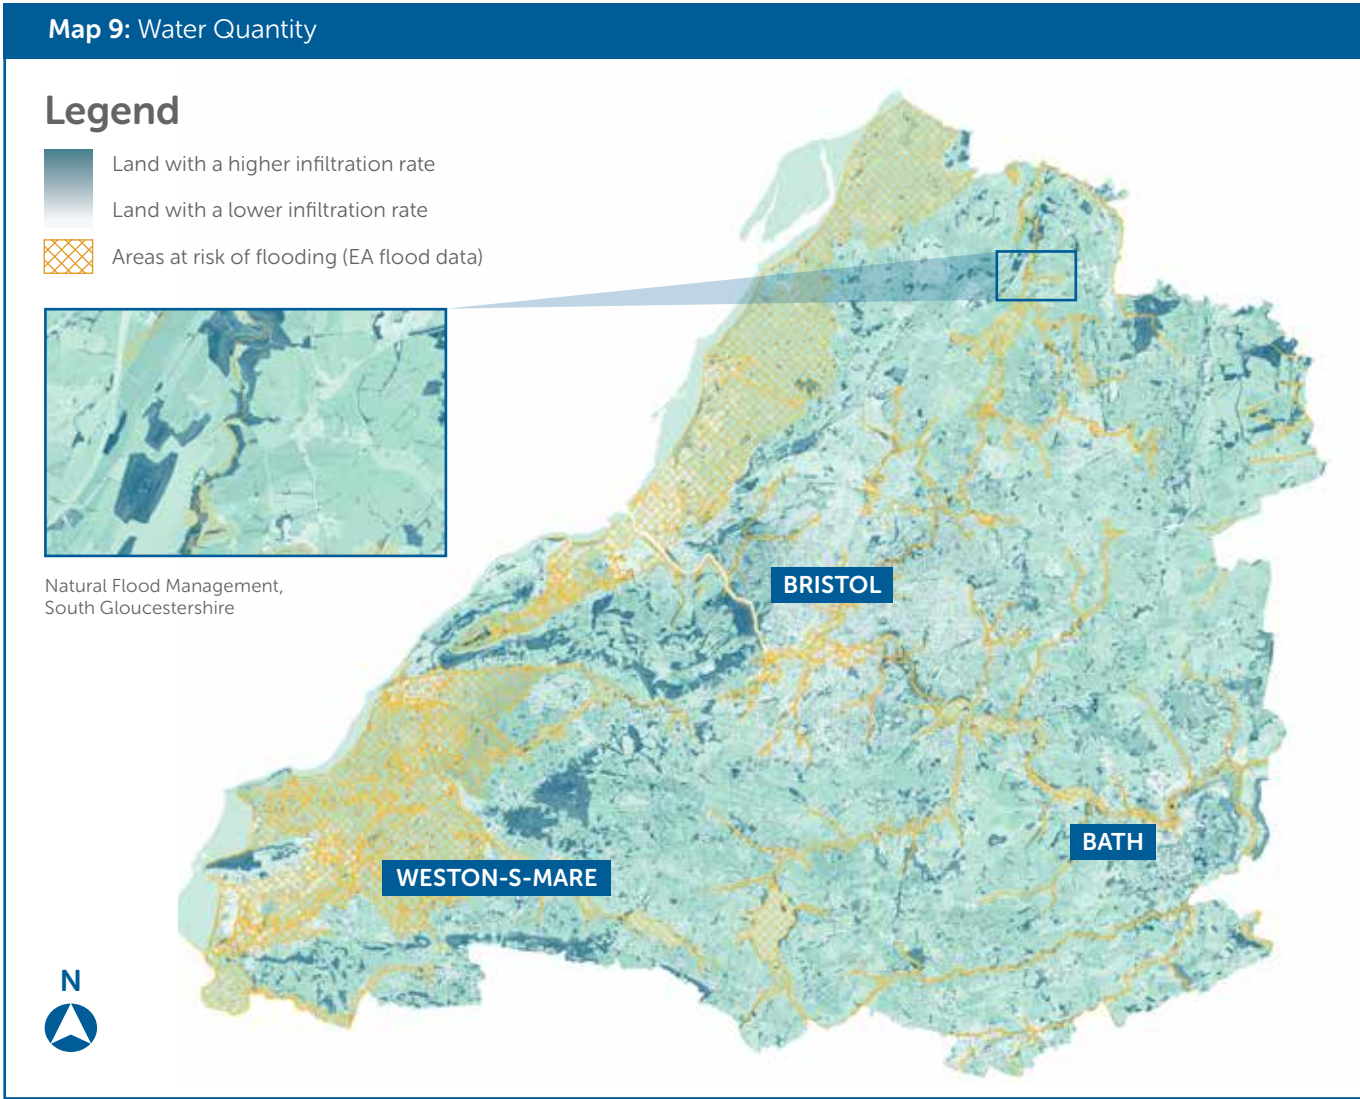 Map 9: Water Quantity
Legend
Land with a higher infiltration rate
Land with a lower infiltration rate
Areas at risk of flooding (EA flood data)
Natural Flood Management,
South Gloucestershire
BRISTOL
BATH
WESTON-S-MARE
N